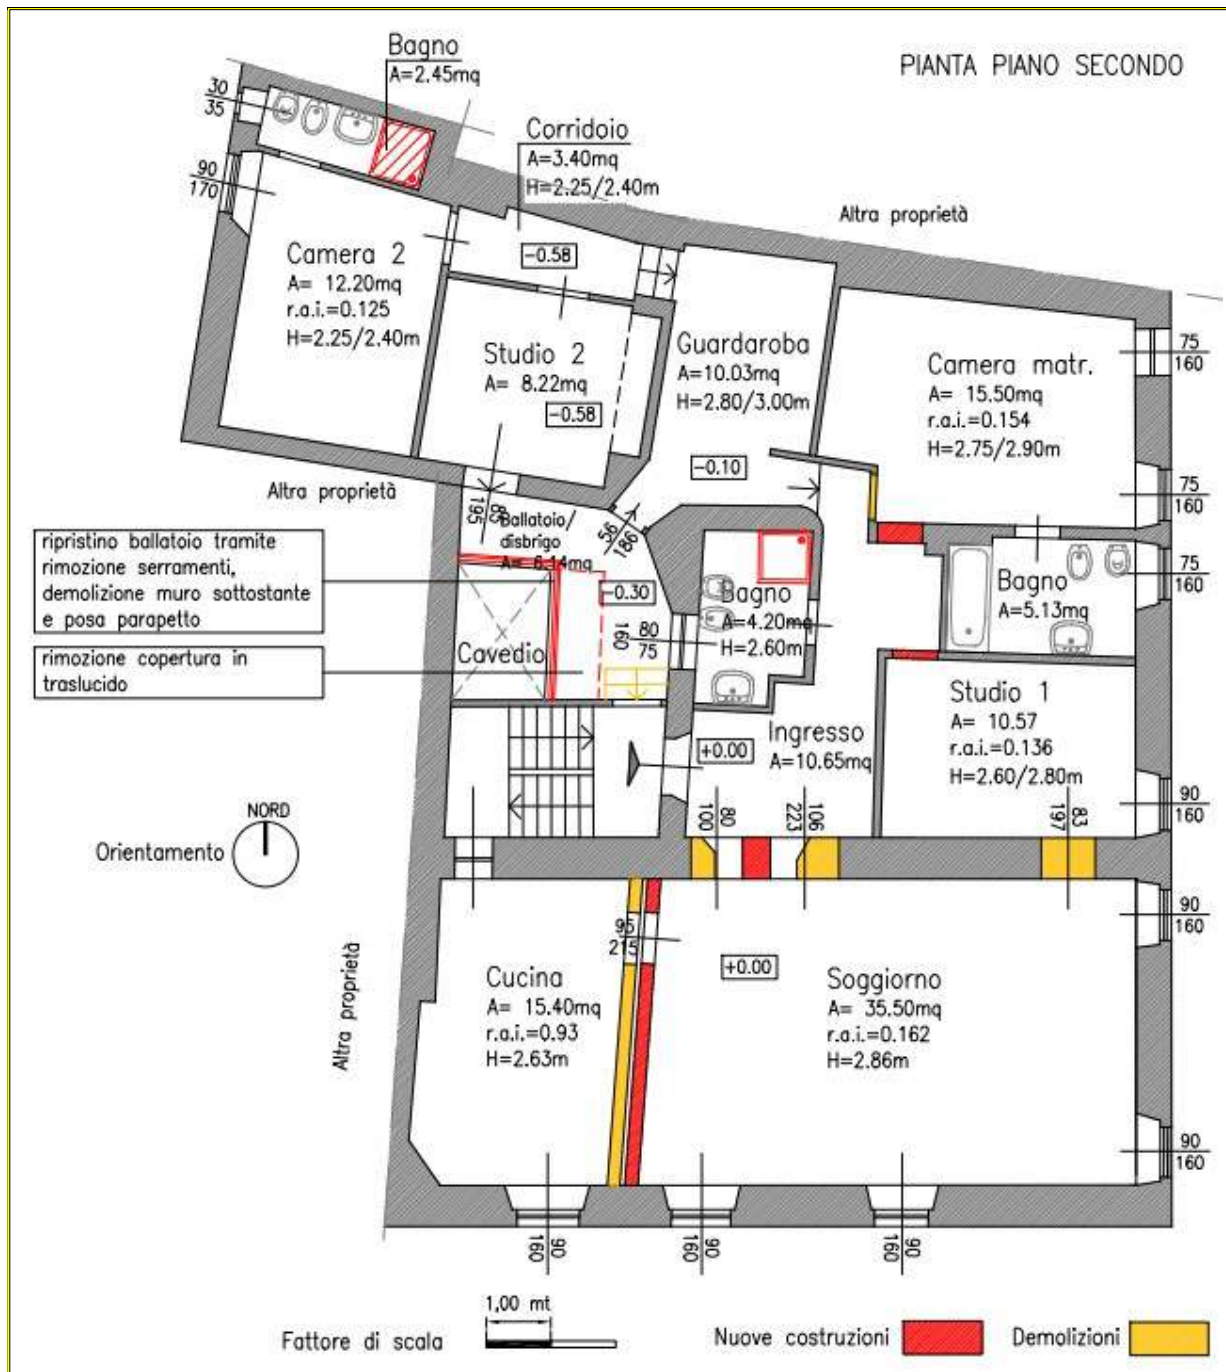 PIANTA PIANO SECONDO
Bagno
A=2.45mq
30
35
Corridoio
A=3.40mq
H=2.25/2.40m
90
170
Altra proprietà
-0.58
Camera 2
A= 12.20mq
r.a.i.=0.125
H=2.25/2.40m
Studio 2
A= 8.22mq
-0.58
Guardaroba
A=10.03mq
H=2.80/3.00m
-0.10
Camera matr.
A= 15.50mq
r.a.i.=0.154
H=2.75/2.90m
75
160
75
160
75
160
Altra proprietà
85
195
Ballatoio/
disbrigo
A= 6.14mq
56
186
-0.30
ripristino ballatoio tramite
rimozione serramenti,
demolizione muro sottostante
e posa parapetto
rimozione copertura in
traslucido
Cavedio
160
80
75
Bagno
A=4.20mq
H=2.60m
Bagno
A=5.13mq
Studio 1
A= 10.57
r.a.i.=0.136
H=2.60/2.80m
Ingresso
A=10.65mq
+0.00
90
160
80
100
106
223
83
197
NORD
Orientamento
90
160
95
215
+0.00
Cucina
A= 15.40mq
r.a.i.=0.93
H=2.63m
Soggiorno
A= 35.50mq
r.a.i.=0.162
H=2.86m
Altra proprietà
90
160
90
160
90
160
90
160
1,00 mt
Fattore di scala
Nuove costruzioni
Demolizioni